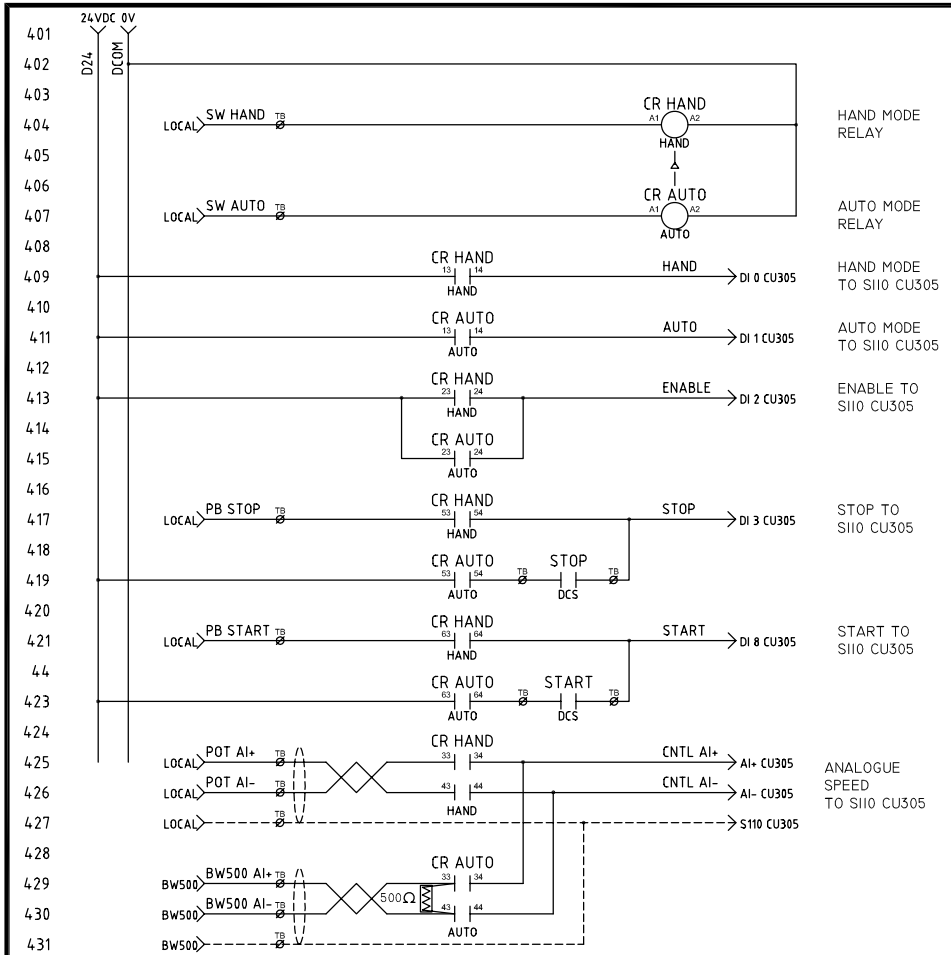 24VDC 0V
401
D24
DCOM
402
403
CR HAND
404
LOCAL SW HAND TB
A1 A2
HAND
HAND MODE
RELAY
405
406
CR AUTO
407
LOCAL SW AUTO TB
A1 A2
AUTO
AUTO MODE
RELAY
408
CR HAND
409
13 14
HAND
HAND
DI 0 CU305
HAND MODE
TO S110 CU305
410
CR AUTO
411
13 14
AUTO
AUTO
DI 1 CU305
AUTO MODE
TO S110 CU305
412
CR HAND
413
23 24
HAND
ENABLE
DI 2 CU305
ENABLE TO
S110 CU305
414
CR AUTO
415
23 24
AUTO
416
CR HAND
417
LOCAL PB STOP TB
53 54
HAND
STOP
DI 3 CU305
STOP TO
S110 CU305
418
CR AUTO STOP
419
53 54 TB TB
AUTO DCS
420
CR HAND
421
LOCAL PB START TB
63 64
HAND
START
DI 8 CU305
START TO
S110 CU305
44
CR AUTO START
423
63 64 TB TB
AUTO DCS
424
CR HAND
425
LOCAL POT AI+ TB
33 34
CNTL AI+
AI+ CU305
ANALOGUE
SPEED
TO S110 CU305
426
LOCAL POT AI- TB
43 44
HAND
CNTL AI-
AI- CU305
427
LOCAL TB
S110 CU305
428
CR AUTO
429
BW500 BW500 AI+ TB
33 34
500Ω
430
BW500 BW500 AI- TB
43 44
AUTO
431
BW500 TB